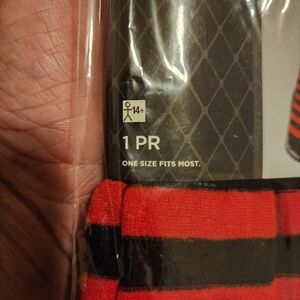 14+
1 PR
ONE SIZE FITS MOST.